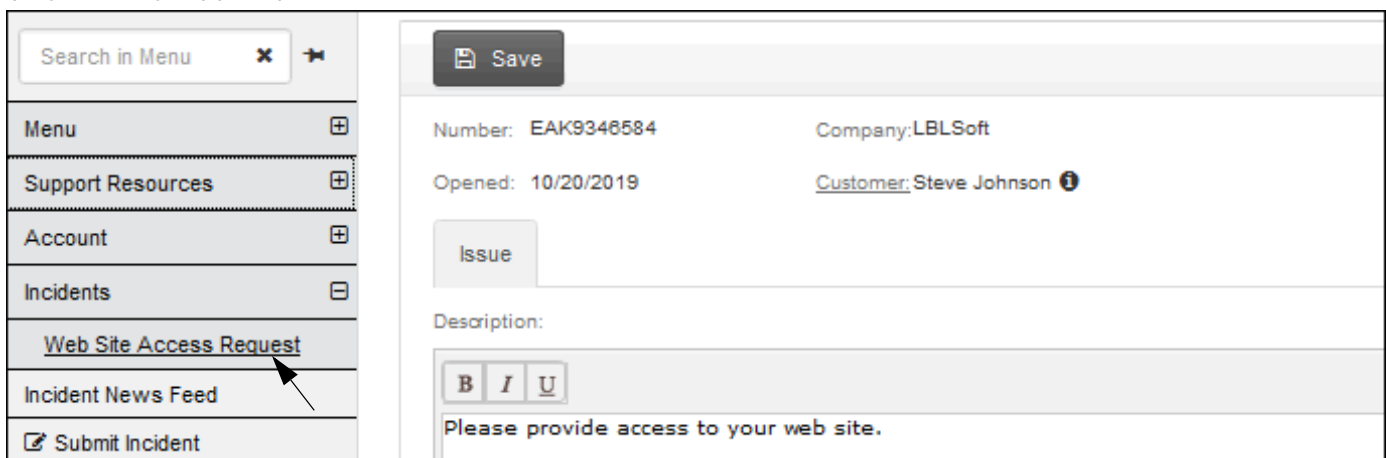 Search in Menu
Save
Menu
Number: EAK9346584 Company:LBLSoft
Support Resources
Opened: 10/20/2019 Customer: Steve Johnson
Account
Issue
Incidents
Description:
Web Site Access Request
B I U
Incident News Feed
Please provide access to your web site.
Submit Incident